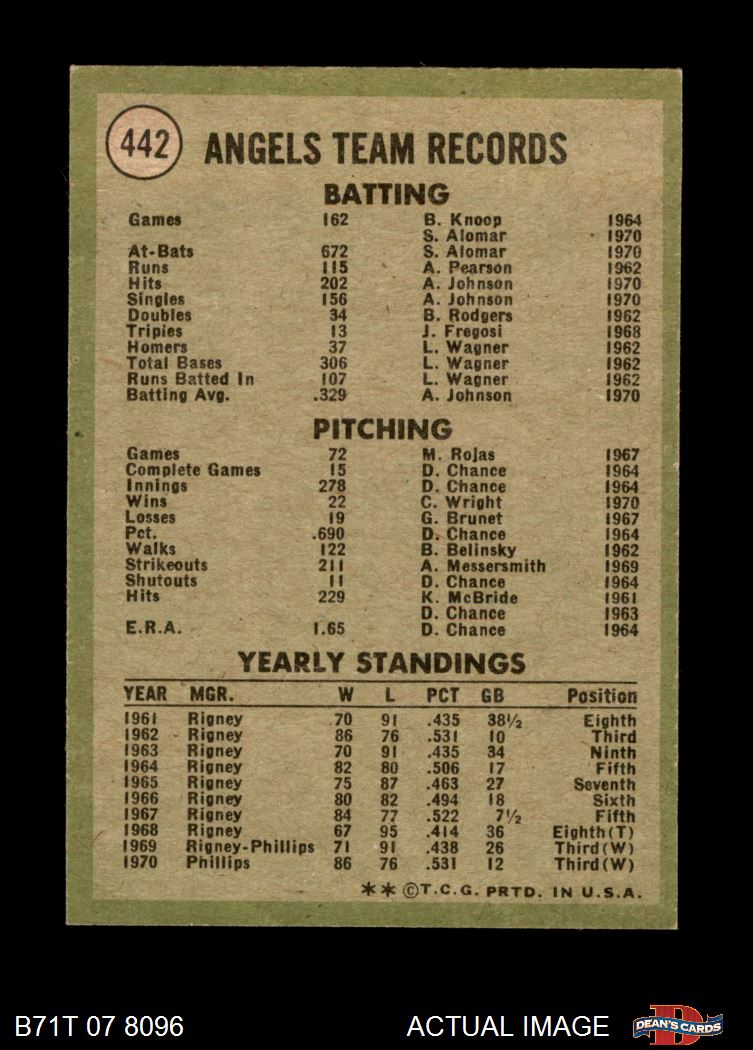 442 ANGELS TEAM RECORDS
BATTING
Games 162 B. Knoop 1964
S. Alomar 1970
At-Bats 672 S. Alomar 1970
Runs 115 A. Pearson 1962
Hits 202 A. Johnson 1970
Singles 156 A. Johnson 1970
Doubles 34 B. Rodgers 1962
Triples 13 J. Fregosi 1968
Homers 37 L. Wagner 1962
Total Bases 306 L. Wagner 1962
Runs Batted In 107 L. Wagner 1962
Batting Avg. .329 A. Johnson 1970
PITCHING
Games 72 M. Rojas 1967
Complete Games 15 D. Chance 1964
Innings 278 D. Chance 1964
Wins 22 C. Wright 1970
Losses 19 G. Brunet 1967
Pct. .690 D. Chance 1964
Walks 122 B. Belinsky 1962
Strikeouts 211 A. Messersmith 1969
Shutouts 11 D. Chance 1964
Hits 229 K. McBride 1961
D. Chance 1963
E.R.A. 1.65 D. Chance 1964
YEARLY STANDINGS
YEAR MGR. W L PCT GB Position
1961 Rigney 70 91 .435 38½ Eighth
1962 Rigney 86 76 .531 10 Third
1963 Rigney 70 91 .435 34 Ninth
1964 Rigney 82 80 .506 17 Fifth
1965 Rigney 75 87 .463 27 Seventh
1966 Rigney 80 82 .494 18 Sixth
1967 Rigney 84 77 .522 7½ Fifth
1968 Rigney 67 95 .414 36 Eighth(T)
1969 Rigney-Phillips 71 91 .438 26 Third(W)
1970 Phillips 86 76 .531 12 Third(W)
** ©T.C.G. PRTD. IN U.S.A.
B71T 07 8096 ACTUAL IMAGE DEAN'S CARDS